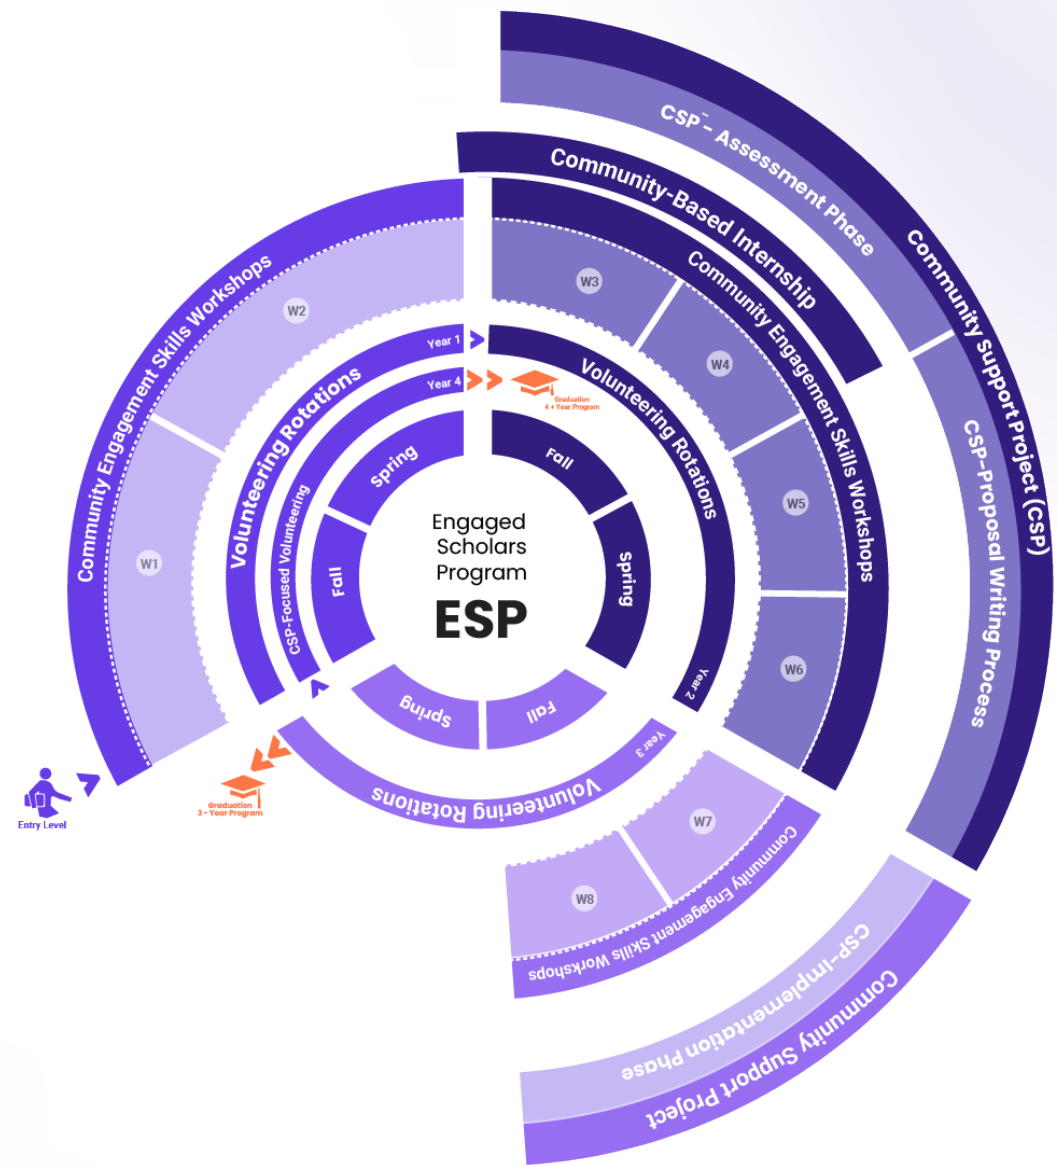 Engaged
Scholars
Program
ESP
Entry Level
Community Engagement Skills Workshops
W1
W2
Volunteering Rotations
Year 1
CSP-Focused Volunteering
Year 4
Fall
Spring
Graduation
4 + Year Program
CSP - Assessment Phase
Community Support Project (CSP)
CSP-Proposal Writing Process
Community-Based Internship
Community Engagement Skills Workshops
W3
W4
W5
W6
Volunteering Rotations
Year 2
Fall
Spring
Year 3
Volunteering Rotations
Fall
Spring
W7
W8
Community Engagement Skills Workshops
CSP-Implementation Phase
Community Support Project
Graduation
3 - Year Program